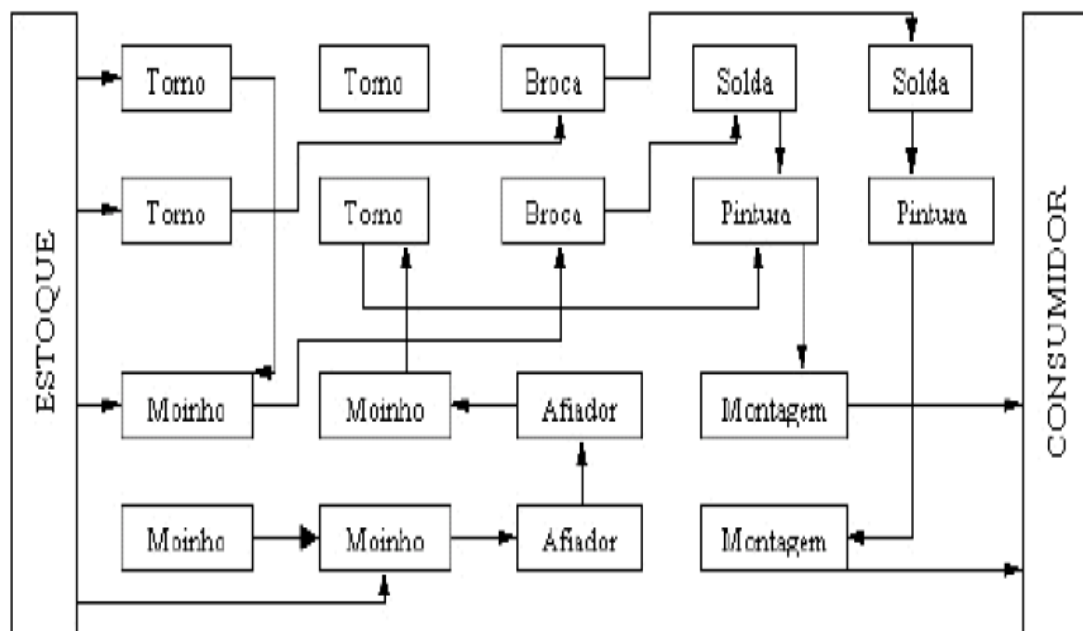 ESTOQUE
Torno
Torno
Broca
Solda
Solda
Torno
Torno
Broca
Pintura
Pintura
Moinho
Moinho
Afiador
Montagem
Moinho
Moinho
Afiador
Montagem
CONSUMIDOR